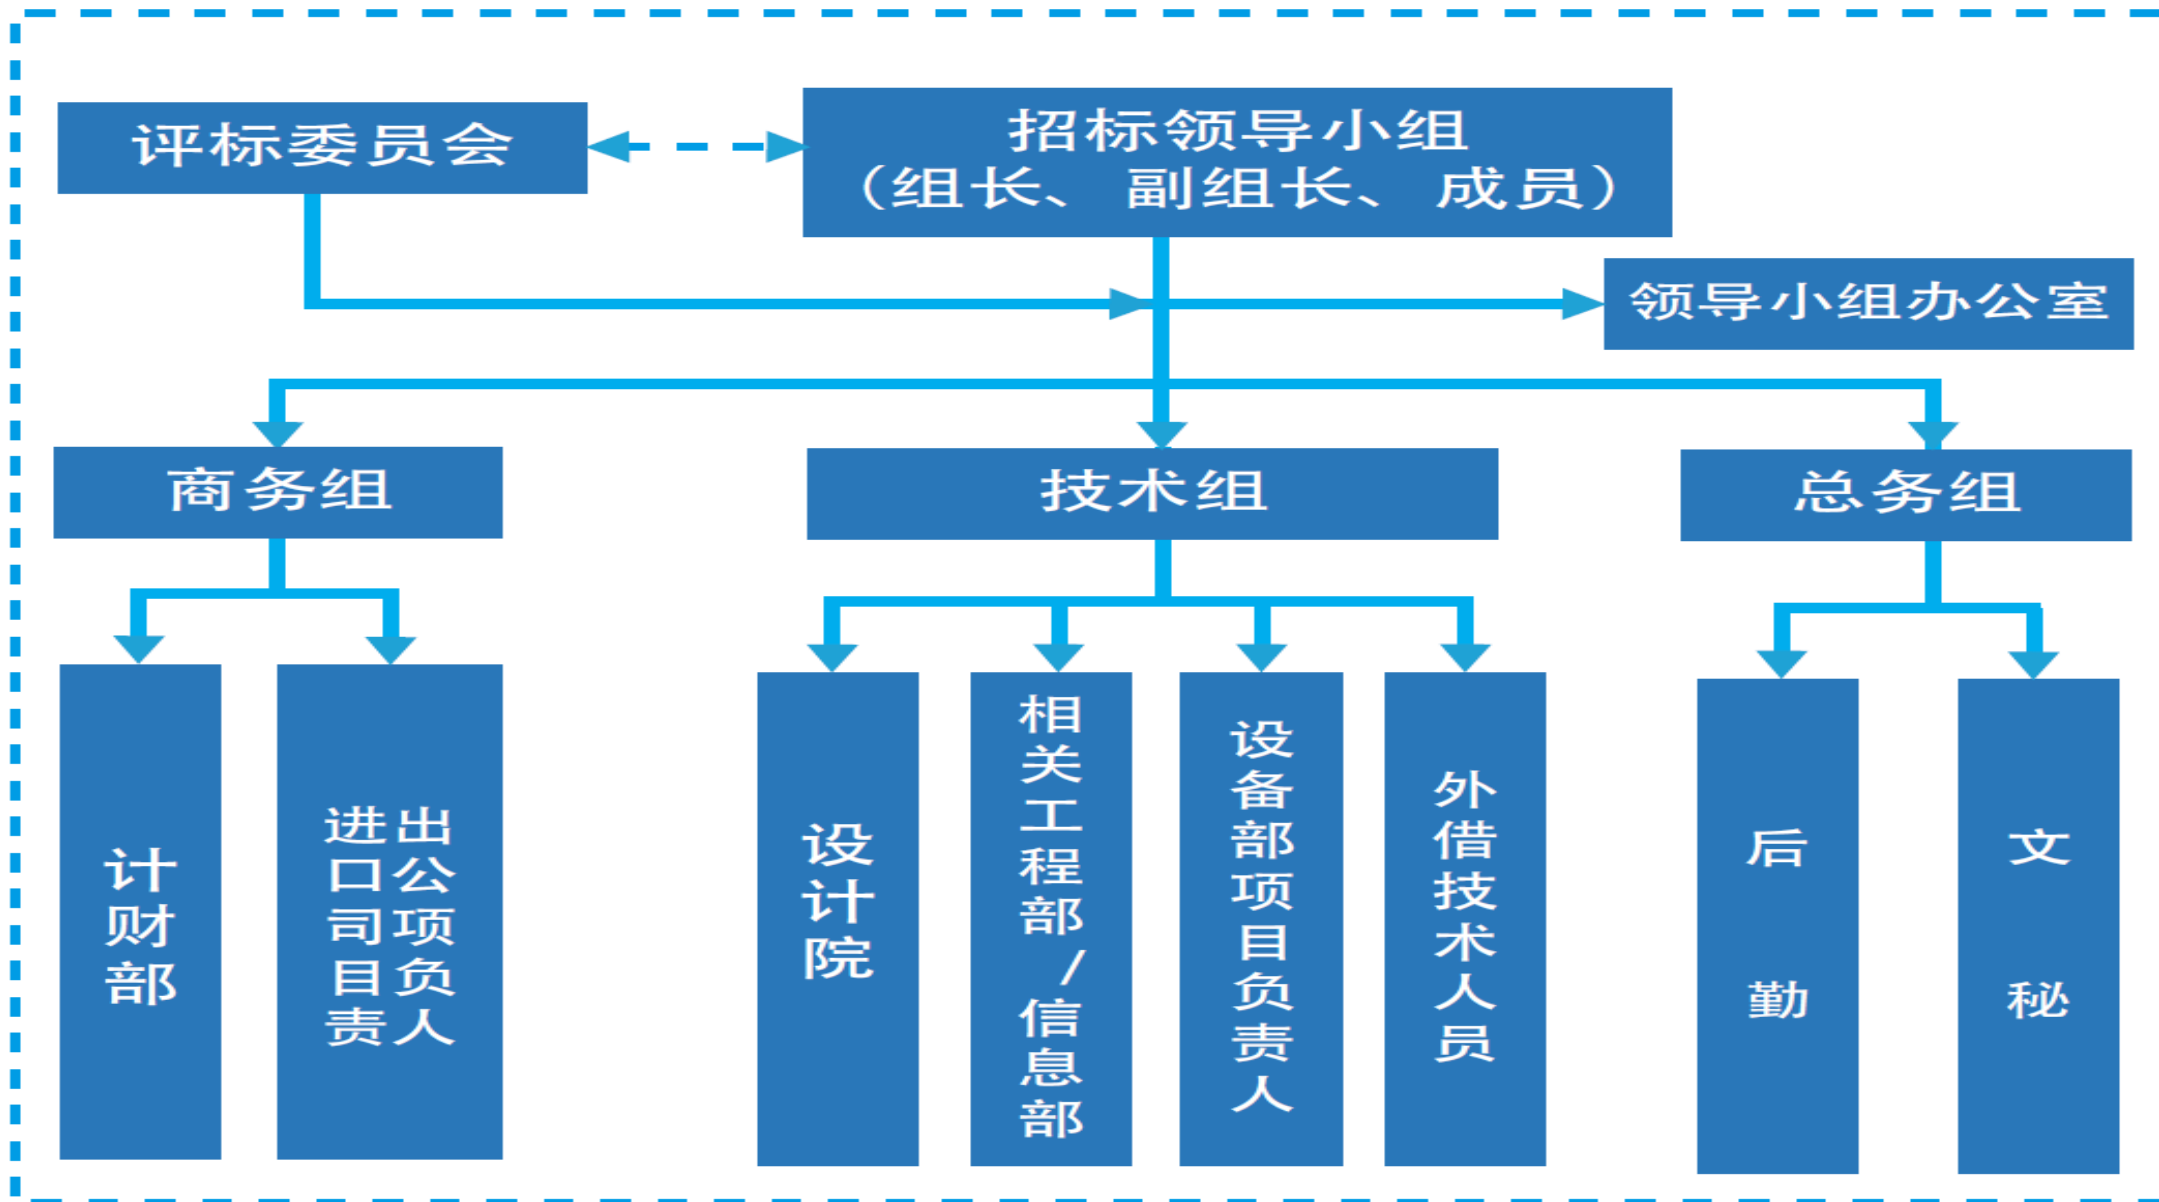 评标委员会
招标领导小组
（组长、副组长、成员）
领导小组办公室
商务组
技术组
总务组
计财部
进出
口公
司项
目负
责人
设计院
相关工程部/信息部
设备部项目负责人
外借技术人员
后勤
文秘